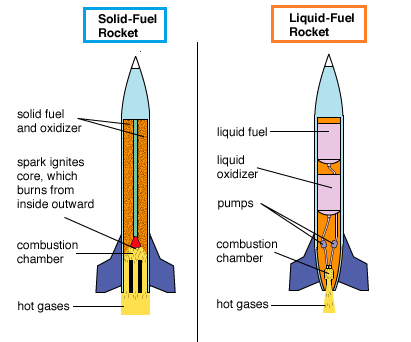 Solid-Fuel
Rocket
solid fuel
and oxidizer
spark ignites
core, which
burns from
inside outward
combustion
chamber
hot gases
Liquid-Fuel
Rocket
liquid fuel
liquid
oxidizer
pumps
combustion
chamber
hot gases